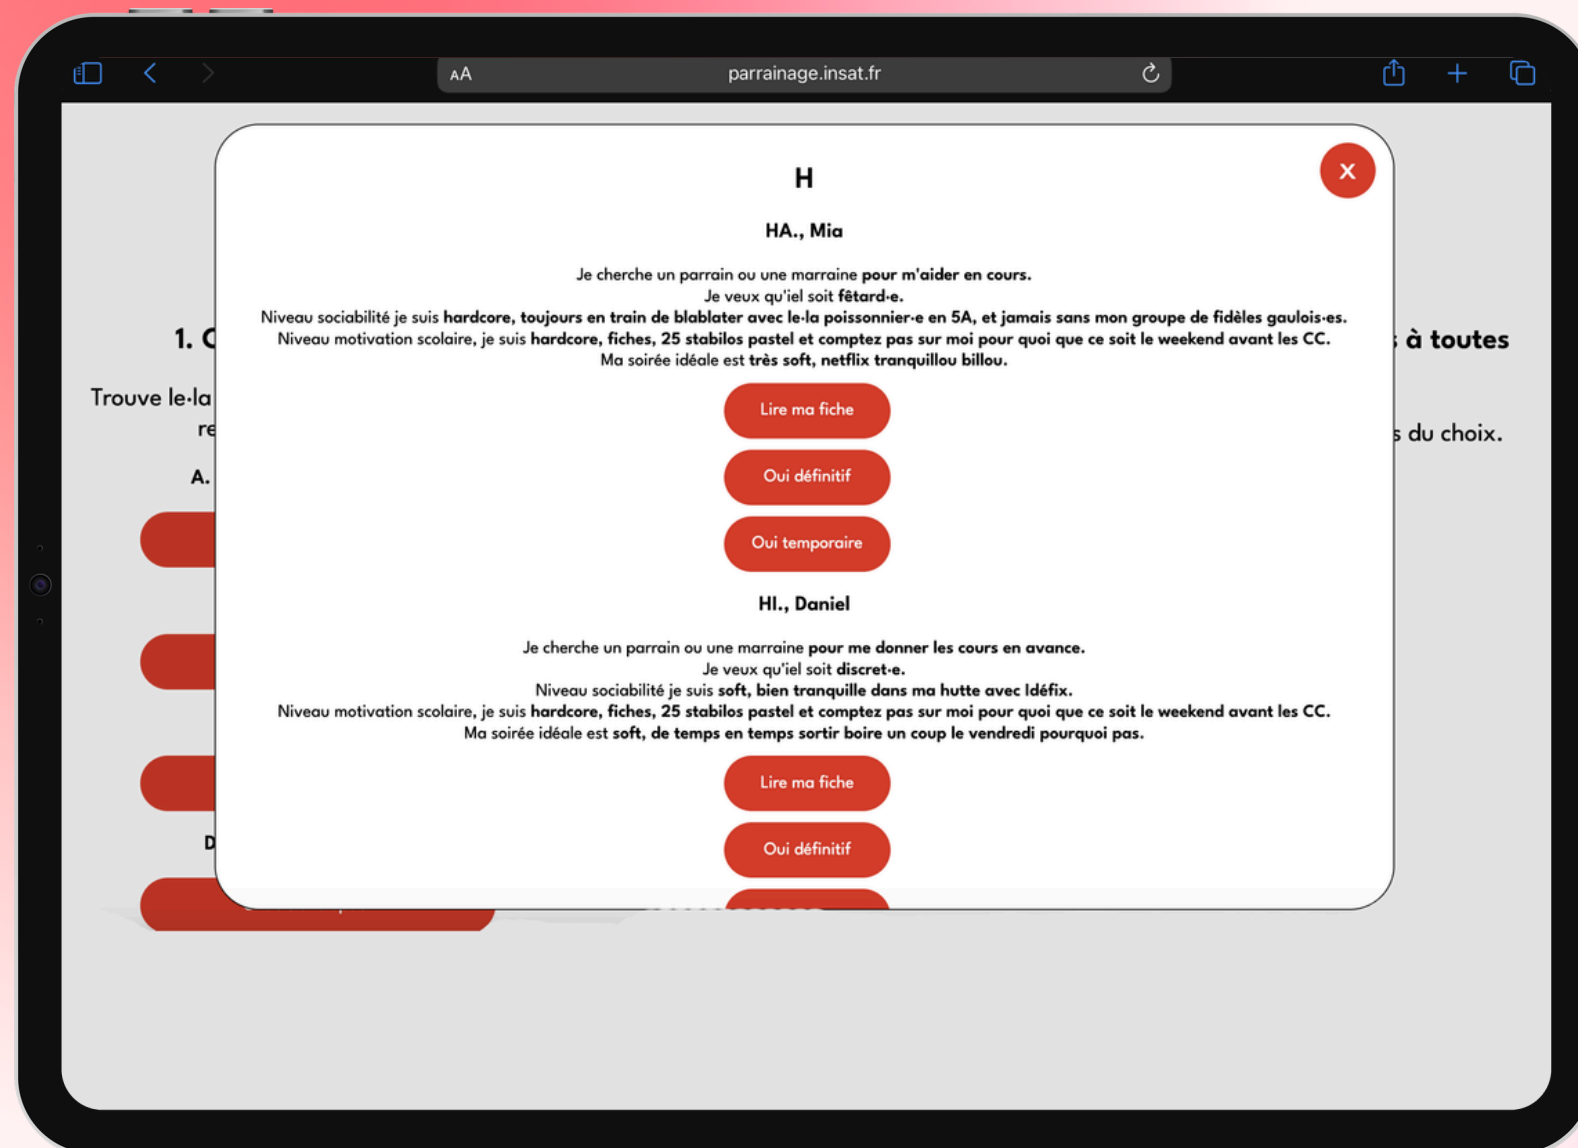 AA
parrainage.insat.fr
H
X
HA., Mia
Je cherche un parrain ou une marraine pour m'aider en cours.
Je veux qu'iel soit fêtard·e.
Niveau sociabilité je suis hardcore, toujours en train de blablater avec le·la poissonnier·e en 5A, et jamais sans mon groupe de fidèles gaulois·es.
Niveau motivation scolaire, je suis hardcore, fiches, 25 stabilos pastel et comptez pas sur moi pour quoi que ce soit le weekend avant les CC.
Ma soirée idéale est très soft, netflix tranquillou billou.
Lire ma fiche
Oui définitif
Oui temporaire
HI., Daniel
Je cherche un parrain ou une marraine pour me donner les cours en avance.
Je veux qu'iel soit discret·e.
Niveau sociabilité je suis soft, bien tranquille dans ma hutte avec Idéfix.
Niveau motivation scolaire, je suis hardcore, fiches, 25 stabilos pastel et comptez pas sur moi pour quoi que ce soit le weekend avant les CC.
Ma soirée idéale est soft, de temps en temps sortir boire un coup le vendredi pourquoi pas.
Lire ma fiche
Oui définitif
1.
Trouve le·la
A.
à toutes
du choix.